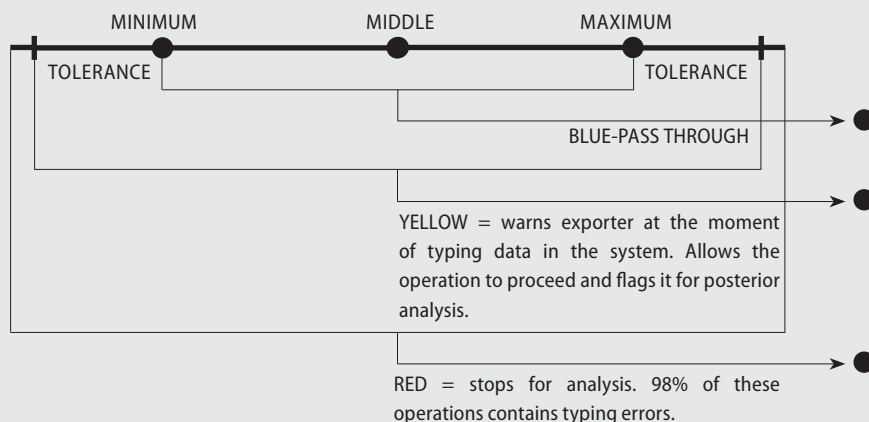 MINIMUM MIDDLE MAXIMUM
TOLERANCE TOLERANCE
BLUE-PASS THROUGH
YELLOW = warns exporter at the moment
of typing data in the system. Allows the
operation to proceed and flags it for posterior
analysis.
RED = stops for analysis. 98% of these
operations contains typing errors.